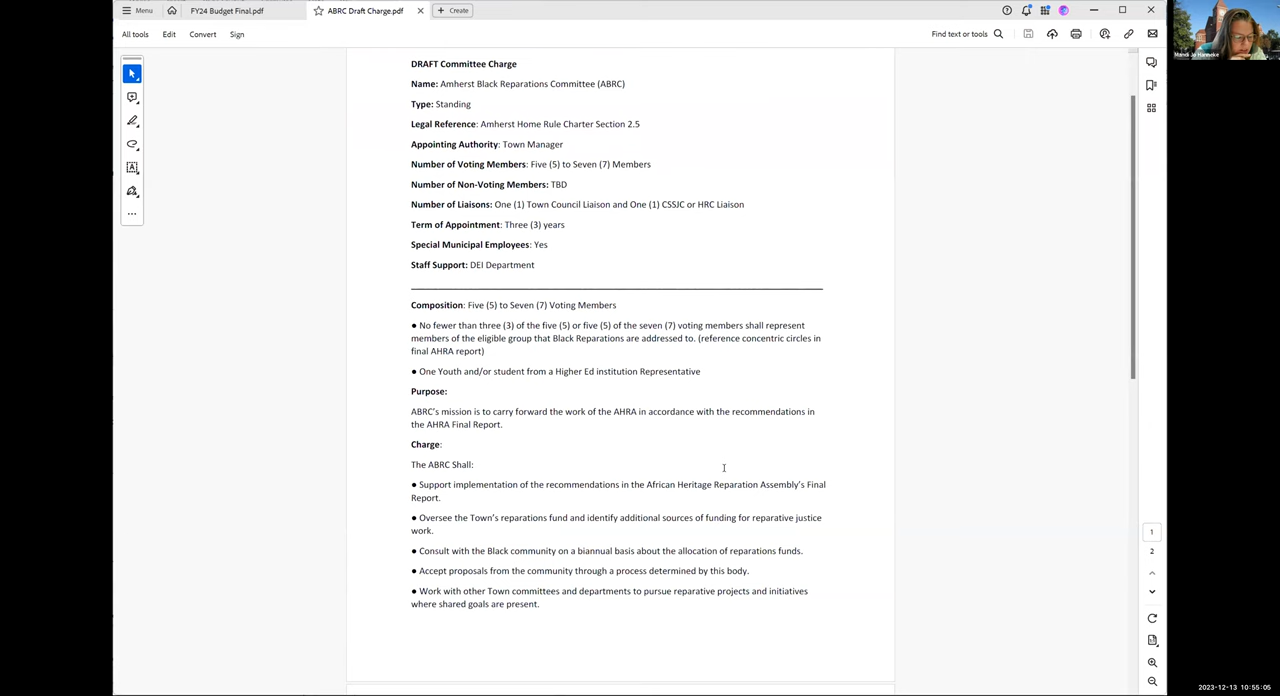 Menu
FY24 Budget Final.pdf
ABRC Draft Charge.pdf
Create
All tools
Edit
Convert
Sign
Find text or tools
DRAFT Committee Charge
Name: Amherst Black Reparations Committee (ABRC)
Type: Standing
Legal Reference: Amherst Home Rule Charter Section 2.5
Appointing Authority: Town Manager
Number of Voting Members: Five (5) to Seven (7) Members
Number of Non-Voting Members: TBD
Number of Liaisons: One (1) Town Council Liaison and One (1) CSSJC or HRC Liaison
Term of Appointment: Three (3) years
Special Municipal Employees: Yes
Staff Support: DEI Department
Composition: Five (5) to Seven (7) Voting Members
● No fewer than three (3) of the five (5) or five (5) of the seven (7) voting members shall represent
members of the eligible group that Black Reparations are addressed to. (reference concentric circles in
final AHRA report)
● One Youth and/or student from a Higher Ed institution Representative
Purpose:
ABRC's mission is to carry forward the work of the AHRA in accordance with the recommendations in
the AHRA Final Report.
Charge:
The ABRC Shall:
● Support implementation of the recommendations in the African Heritage Reparation Assembly's Final
Report.
● Oversee the Town's reparations fund and identify additional sources of funding for reparative justice
work.
● Consult with the Black community on a biannual basis about the allocation of reparations funds.
● Accept proposals from the community through a process determined by this body.
● Work with other Town committees and departments to pursue reparative projects and initiatives
where shared goals are present.
1
2
Mandi Jo Hanneke
2023-12-13 10:55:05